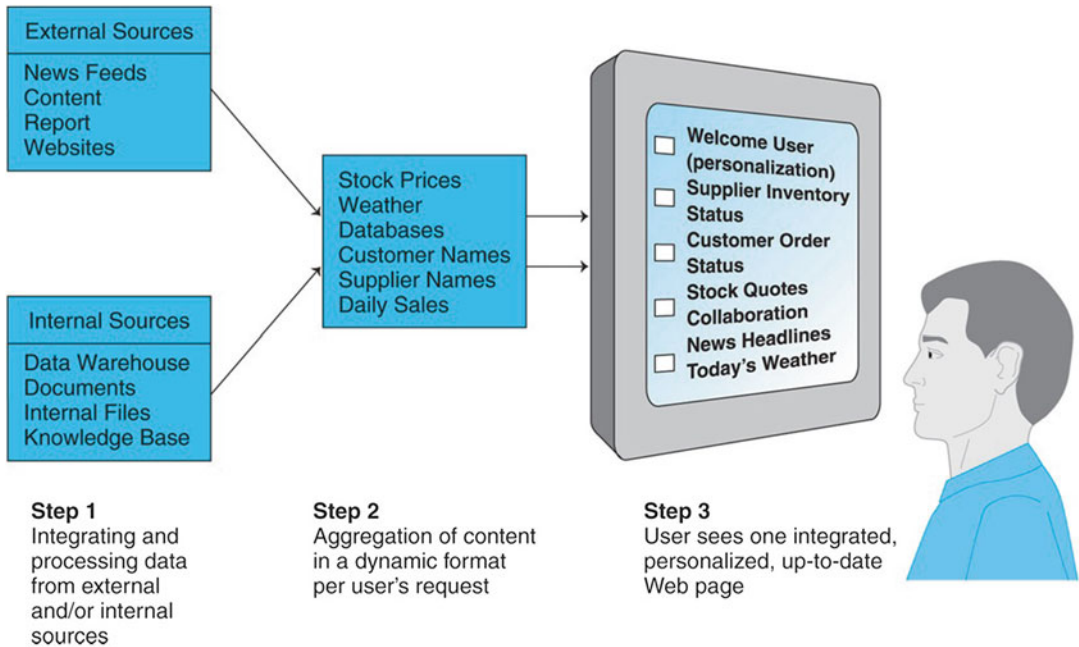 External Sources
News Feeds
Content
Report
Websites
Internal Sources
Data Warehouse
Documents
Internal Files
Knowledge Base
Stock Prices
Weather
Databases
Customer Names
Supplier Names
Daily Sales
Welcome User
(personalization)
Supplier Inventory
Status
Customer Order
Status
Stock Quotes
Collaboration
News Headlines
Today's Weather
Step 1
Integrating and
processing data
from external
and/or internal
sources
Step 2
Aggregation of content
in a dynamic format
per user's request
Step 3
User sees one integrated,
personalized, up-to-date
Web page